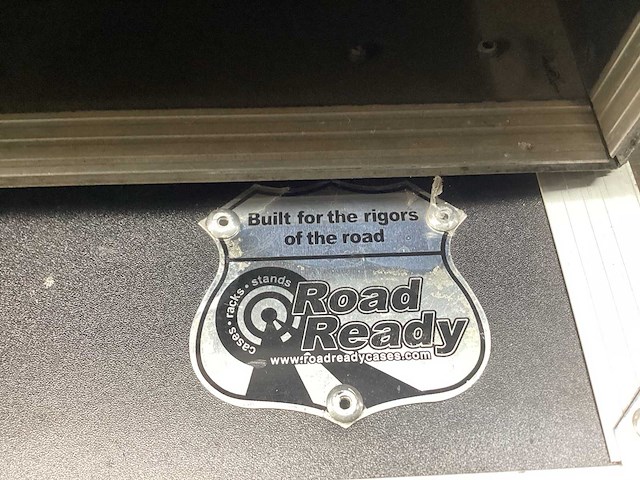 Built for the rigors
of the road
cases • racks • stands
Road
Ready
www.roadreadycases.com